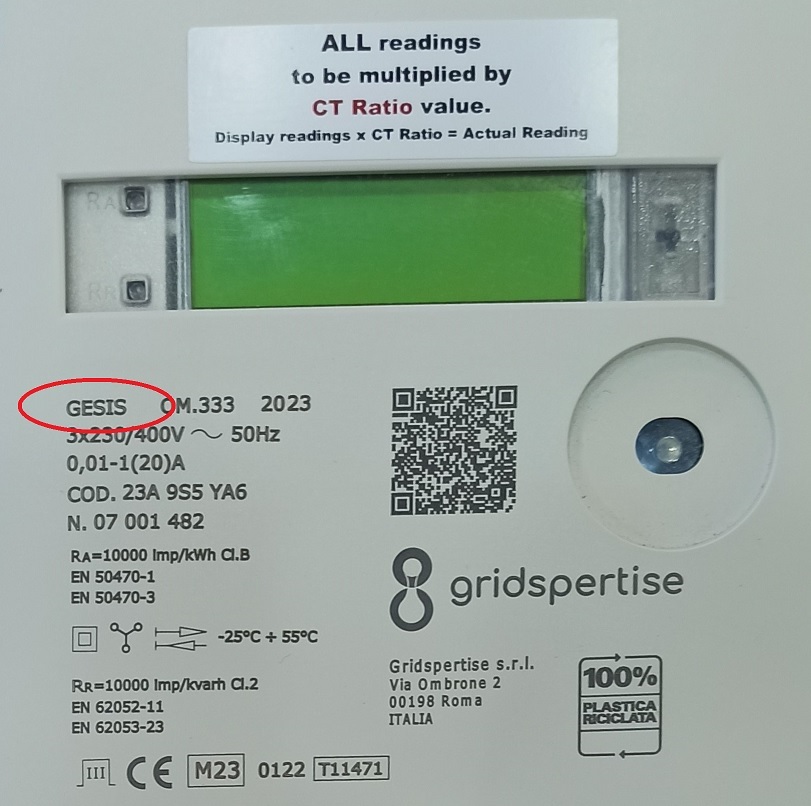 ALL readings
to be multiplied by
CT Ratio value.
Display readings x CT Ratio = Actual Reading
RA
RR
GESIS OM.333 2023
3x230/400V ~ 50Hz
0,01-1(20)A
COD. 23A 9S5 YA6
N. 07 001 482
RA=10000 Imp/kWh Cl.B
EN 50470-1
EN 50470-3
-25°C + 55°C
RR=10000 Imp/kvarh Cl.2
EN 62052-11
EN 62053-23
III CE M23 0122 T11471
gridspertise
Gridspertise s.r.l.
Via Ombrone 2
00198 Roma
ITALIA
100%
PLASTICA
RICICLATA